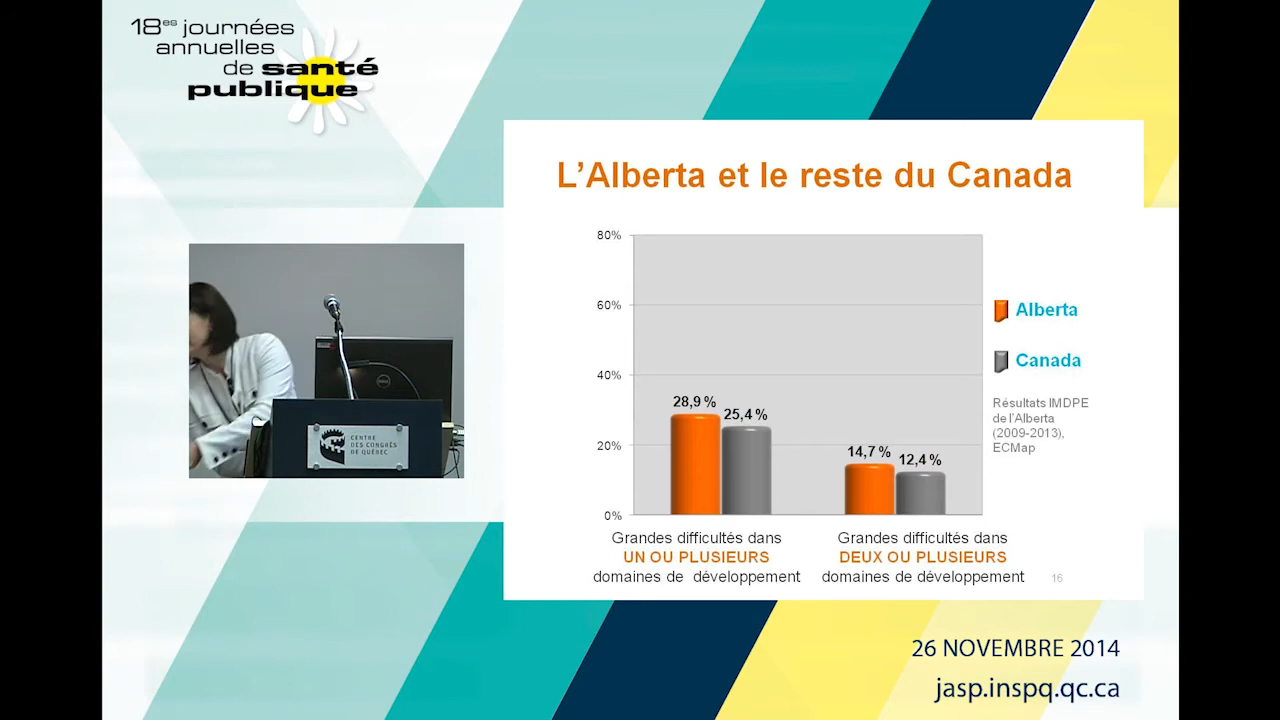 18es journées
annuelles
de santé
publique
L’Alberta et le reste du Canada
80%
60%
40%
20%
0%
28,9 %
25,4 %
14,7 %
12,4 %
Grandes difficultés dans
UN OU PLUSIEURS
domaines de développement
Grandes difficultés dans
DEUX OU PLUSIEURS
domaines de développement
Alberta
Canada
Résultats IMDPE
de l’Alberta
(2009-2013),
ECMap
16
CENTRE
DES CONGRÈS
DE QUÉBEC
DELL
26 NOVEMBRE 2014
jasp.inspq.qc.ca